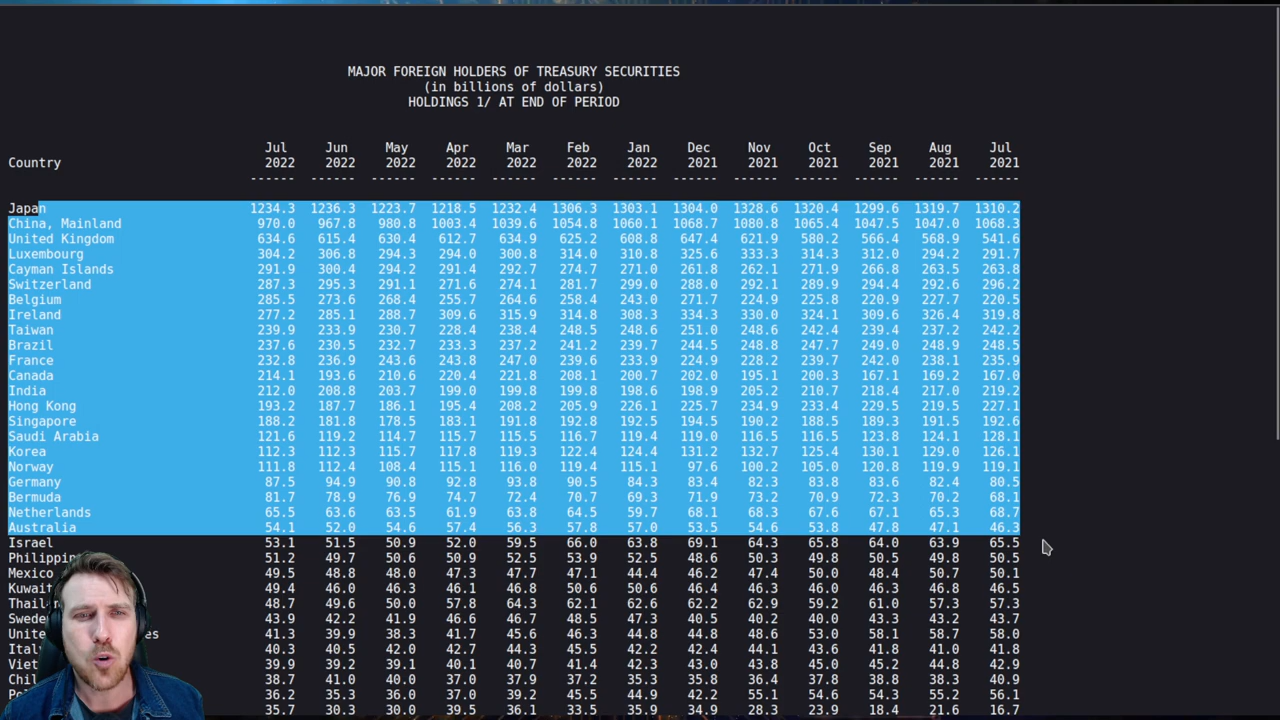 MAJOR FOREIGN HOLDERS OF TREASURY SECURITIES
(in billions of dollars)
HOLDINGS 1/ AT END OF PERIOD
Jul Jun May Apr Mar Feb Jan Dec Nov Oct Sep Aug Jul
Country 2022 2022 2022 2022 2022 2022 2022 2021 2021 2021 2021 2021 2021
------ ------ ------ ------ ------ ------ ------ ------ ------ ------ ------ ------ ------
Japan 1234.3 1236.3 1223.7 1218.5 1232.4 1306.3 1303.1 1304.0 1328.6 1320.4 1299.6 1319.7 1310.2
China, Mainland 970.0 967.8 980.8 1003.4 1039.6 1054.8 1060.1 1068.7 1080.8 1065.4 1047.5 1047.0 1068.3
United Kingdom 634.6 615.4 630.4 612.7 634.9 625.2 608.8 647.4 621.9 580.2 566.4 568.9 541.6
Luxembourg 304.2 306.8 294.3 294.0 300.8 314.0 310.8 325.6 333.3 314.3 312.0 294.2 291.7
Cayman Islands 291.9 300.4 294.2 291.4 292.7 274.7 271.0 261.8 262.1 271.9 266.8 263.5 263.8
Switzerland 287.3 295.3 291.1 271.6 274.1 281.7 299.0 288.0 292.1 289.9 294.4 292.6 296.2
Belgium 285.5 273.6 268.4 255.7 264.6 258.4 243.0 271.7 224.9 225.8 220.9 227.7 220.5
Ireland 277.2 285.1 288.7 309.6 315.9 314.8 308.3 334.3 330.0 324.1 309.6 326.4 319.8
Taiwan 239.9 233.9 230.7 228.4 238.4 248.5 248.6 251.0 248.6 242.4 239.4 237.2 242.2
Brazil 237.6 230.5 232.7 233.3 237.2 241.2 239.7 244.5 248.8 247.7 249.0 248.9 248.5
France 232.8 236.9 243.6 243.8 247.0 239.6 233.9 224.9 228.2 239.7 242.0 238.1 235.9
Canada 214.1 193.6 210.6 220.4 221.8 208.1 200.7 202.0 195.1 200.3 167.1 169.2 167.0
India 212.0 208.8 203.7 199.0 199.8 199.8 198.6 198.9 205.2 210.7 218.4 217.0 219.2
Hong Kong 193.2 187.7 186.1 195.4 208.2 205.9 226.1 225.7 234.9 233.4 229.5 219.5 227.1
Singapore 188.2 181.8 178.5 183.1 191.8 192.8 192.5 194.5 190.2 188.5 189.3 191.5 192.6
Saudi Arabia 121.6 119.2 114.7 115.7 115.5 116.7 119.4 119.0 116.5 116.5 123.8 124.1 128.1
Korea 112.3 112.3 115.7 117.8 119.3 122.4 124.4 131.2 132.7 125.4 130.1 129.0 126.1
Norway 111.8 112.4 108.4 115.1 116.0 119.4 115.1 97.6 100.2 105.0 120.8 119.9 119.1
Germany 87.5 94.9 90.8 92.8 93.8 90.5 84.3 83.4 82.3 83.8 83.6 82.4 80.5
Bermuda 81.7 78.9 76.9 74.7 72.4 70.7 69.3 71.9 73.2 70.9 72.3 70.2 68.1
Netherlands 65.5 63.6 63.5 61.9 63.8 64.5 59.7 68.1 68.3 67.6 67.1 65.3 68.7
Australia 54.1 52.0 54.6 57.4 56.3 57.8 57.0 53.5 54.6 53.8 47.8 47.1 46.3
Israel 53.1 51.5 50.9 52.0 59.5 66.0 63.8 69.1 64.3 65.8 64.0 63.9 65.5
Philippin 51.2 49.7 50.6 50.9 52.5 53.9 52.5 48.6 50.3 49.8 50.5 49.8 50.5
Mexico 49.5 48.8 48.0 47.3 47.7 47.1 44.4 46.2 47.4 50.0 48.4 50.7 50.1
Kuwait 49.4 46.0 46.3 46.1 46.8 50.6 50.6 46.4 46.3 46.0 46.3 46.9 46.5
Thail 48.7 49.6 50.0 57.8 64.3 62.1 62.6 62.2 62.9 50.2 61.0 57.3 57.3
Swede 43.9 42.2 41.9 46.6 46.7 48.5 47.3 40.5 40.2 40.0 43.3 43.2 43.7
Unite es 41.3 39.9 38.3 41.7 45.6 46.3 44.8 44.8 48.6 53.0 58.1 58.7 58.0
Ital 40.3 40.5 42.0 42.7 44.3 45.5 42.2 42.4 44.1 43.6 41.8 41.0 41.8
Viet 39.9 39.2 39.1 40.1 40.7 41.4 42.3 43.0 43.8 45.0 45.2 44.8 42.9
Chil 38.7 41.0 40.0 37.0 37.9 37.2 35.3 35.8 36.4 37.8 38.8 38.3 40.9
Pol 36.2 35.3 36.0 37.0 39.2 45.5 44.9 42.2 55.1 54.6 54.3 55.2 56.1
35.7 30.3 30.0 39.5 36.1 33.5 35.9 34.9 28.3 23.9 18.4 21.6 16.7